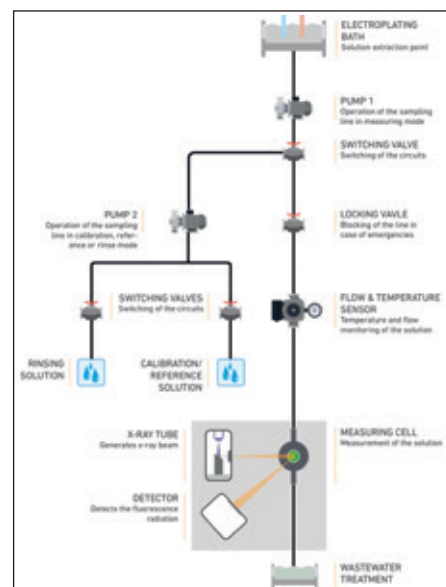 ELECTROPLATING
BATH
Solution extraction point
PUMP 1
Operation of the sampling
line in measuring mode
SWITCHING VALVE
Switching of the circuits
PUMP 2
Operation of the sampling
line in calibration, refer-
ence or rinse mode
LOCKING VAVLE
Blocking of the line in
case of emergencies
SWITCHING VALVES
Switching of the circuits
FLOW & TEMPERATURE
SENSOR
Temperature and flow
monitoring of the solution
RINSING
SOLUTION
CALIBRATION/
REFERENCE
SOLUTION
X-RAY TUBE
Generates x-ray beam
MEASURING CELL
Measurement of the solution
DETECTOR
Detects the fluorescence
radiation
WASTEWATER
TREATMENT